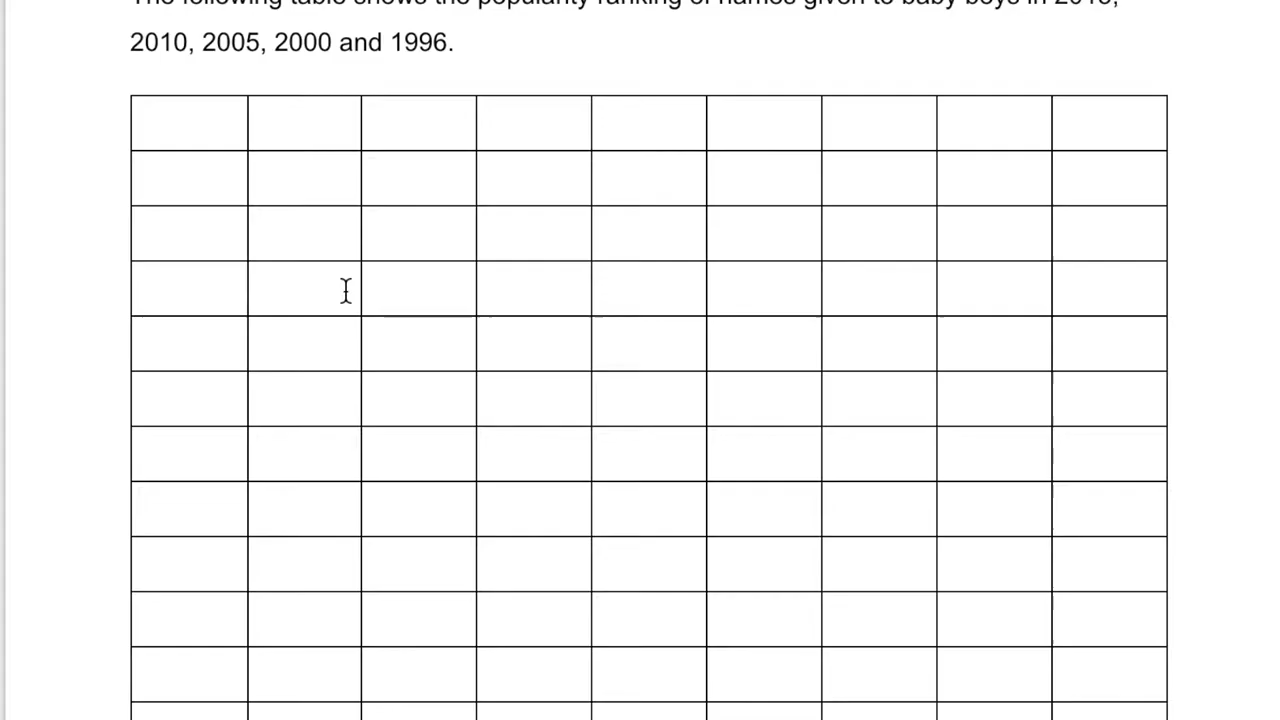 The following table shows the popularity ranking of names given to baby boys in
2010, 2005, 2000 and 1996.